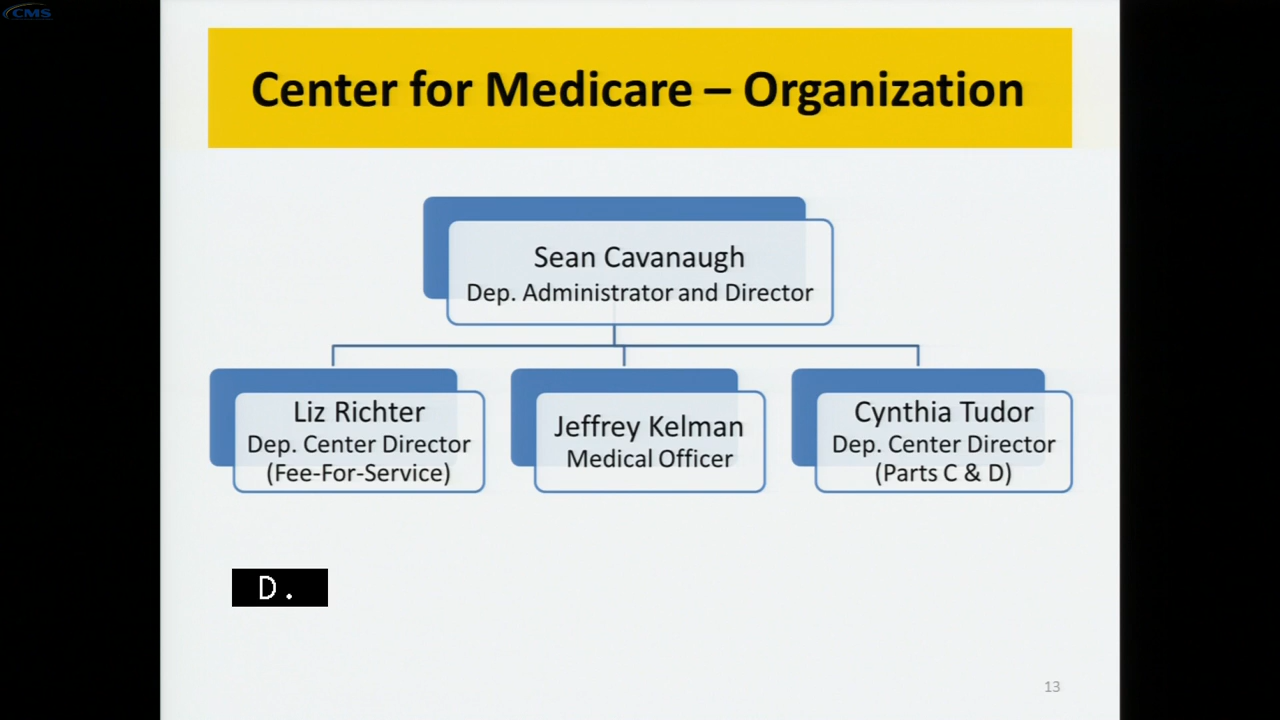 CMS
Center for Medicare – Organization
Sean Cavanaugh
Dep. Administrator and Director
Liz Richter
Dep. Center Director
(Fee-For-Service)
Jeffrey Kelman
Medical Officer
Cynthia Tudor
Dep. Center Director
(Parts C & D)
D.
13